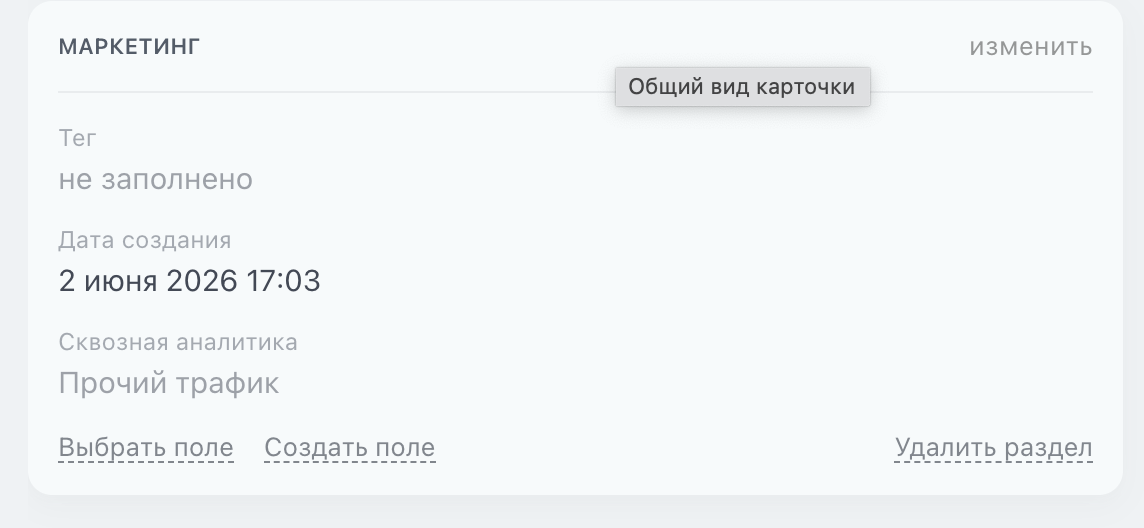 МАРКЕТИНГ
изменить
Общий вид карточки
Тег
не заполнено
Дата создания
2 июня 2026 17:03
Сквозная аналитика
Прочий трафик
Выбрать поле Создать поле Удалить раздел